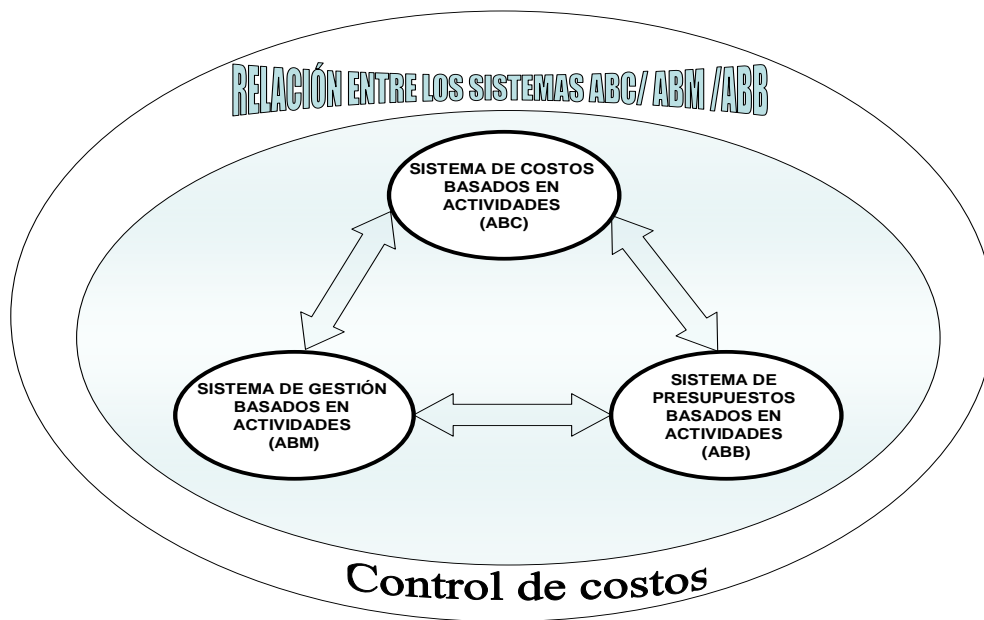 RELACIÓN ENTRE LOS SISTEMAS ABC/ ABM /ABB
SISTEMA DE COSTOS
BASADOS EN
ACTIVIDADES
(ABC)
SISTEMA DE GESTIÓN
BASADOS EN
ACTIVIDADES
(ABM)
SISTEMA DE
PRESUPUESTOS
BASADOS EN
ACTIVIDADES
(ABB)
Control de costos